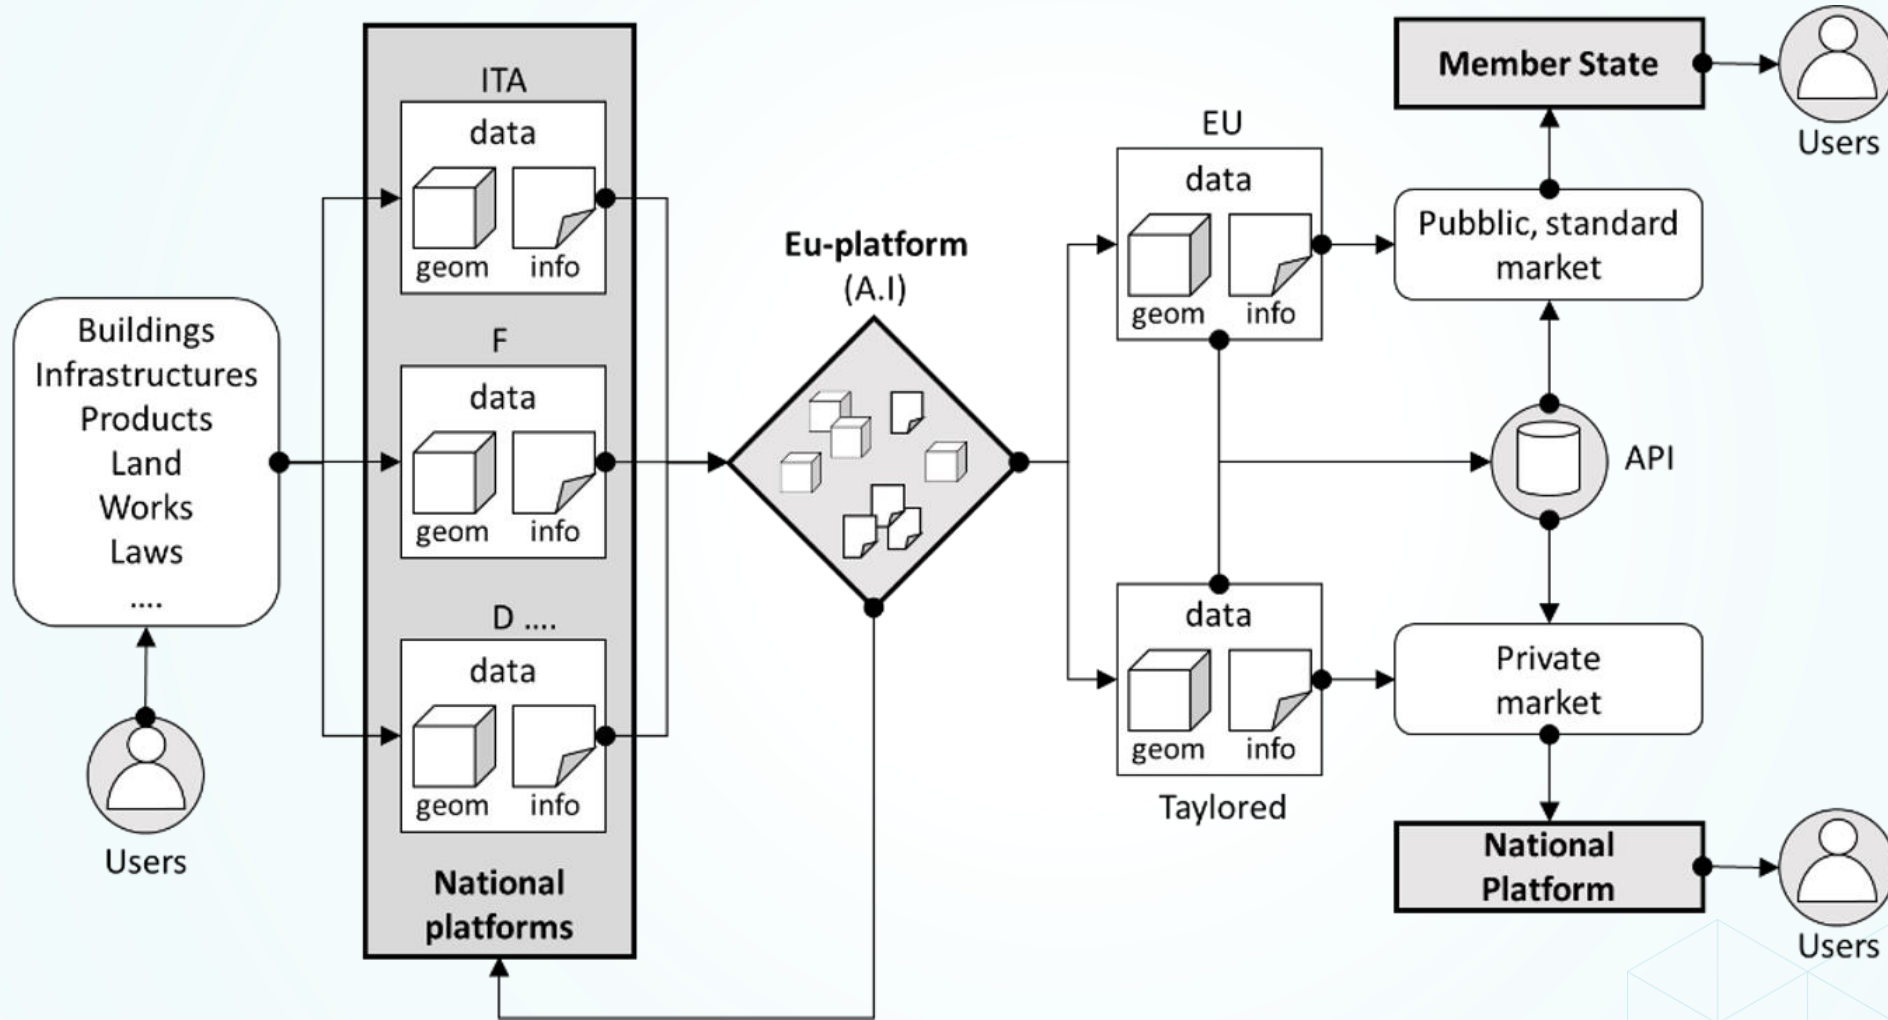 Buildings
Infrastructures
Products
Land
Works
Laws
....
Users
ITA
data
geom info
F
data
geom info
D ....
data
geom info
National
platforms
Eu-platform
(A.I)
EU
data
geom info
data
geom info
Taylored
Member State
Users
Pubblic, standard
market
API
Private
market
National
Platform
Users